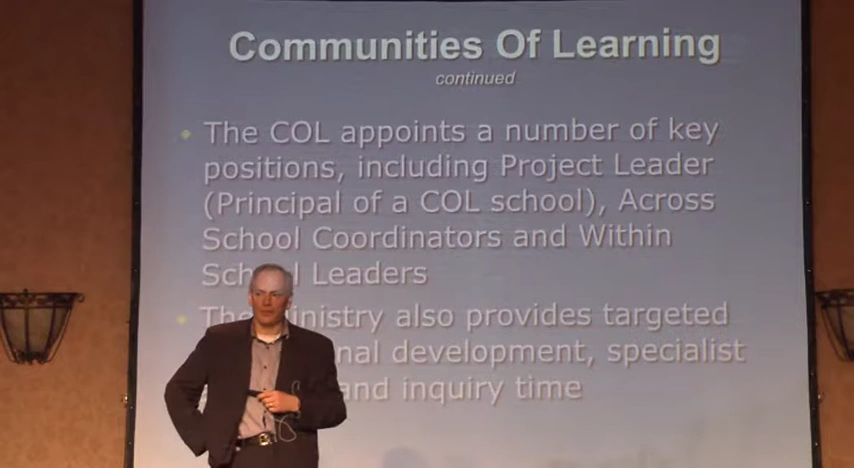 Communities Of Learning
continued
The COL appoints a number of key
positions, including Project Leader
(Principal of a COL school), Across
School Coordinators and Within
School Leaders
The Ministry also provides targeted
development, specialist
and inquiry time